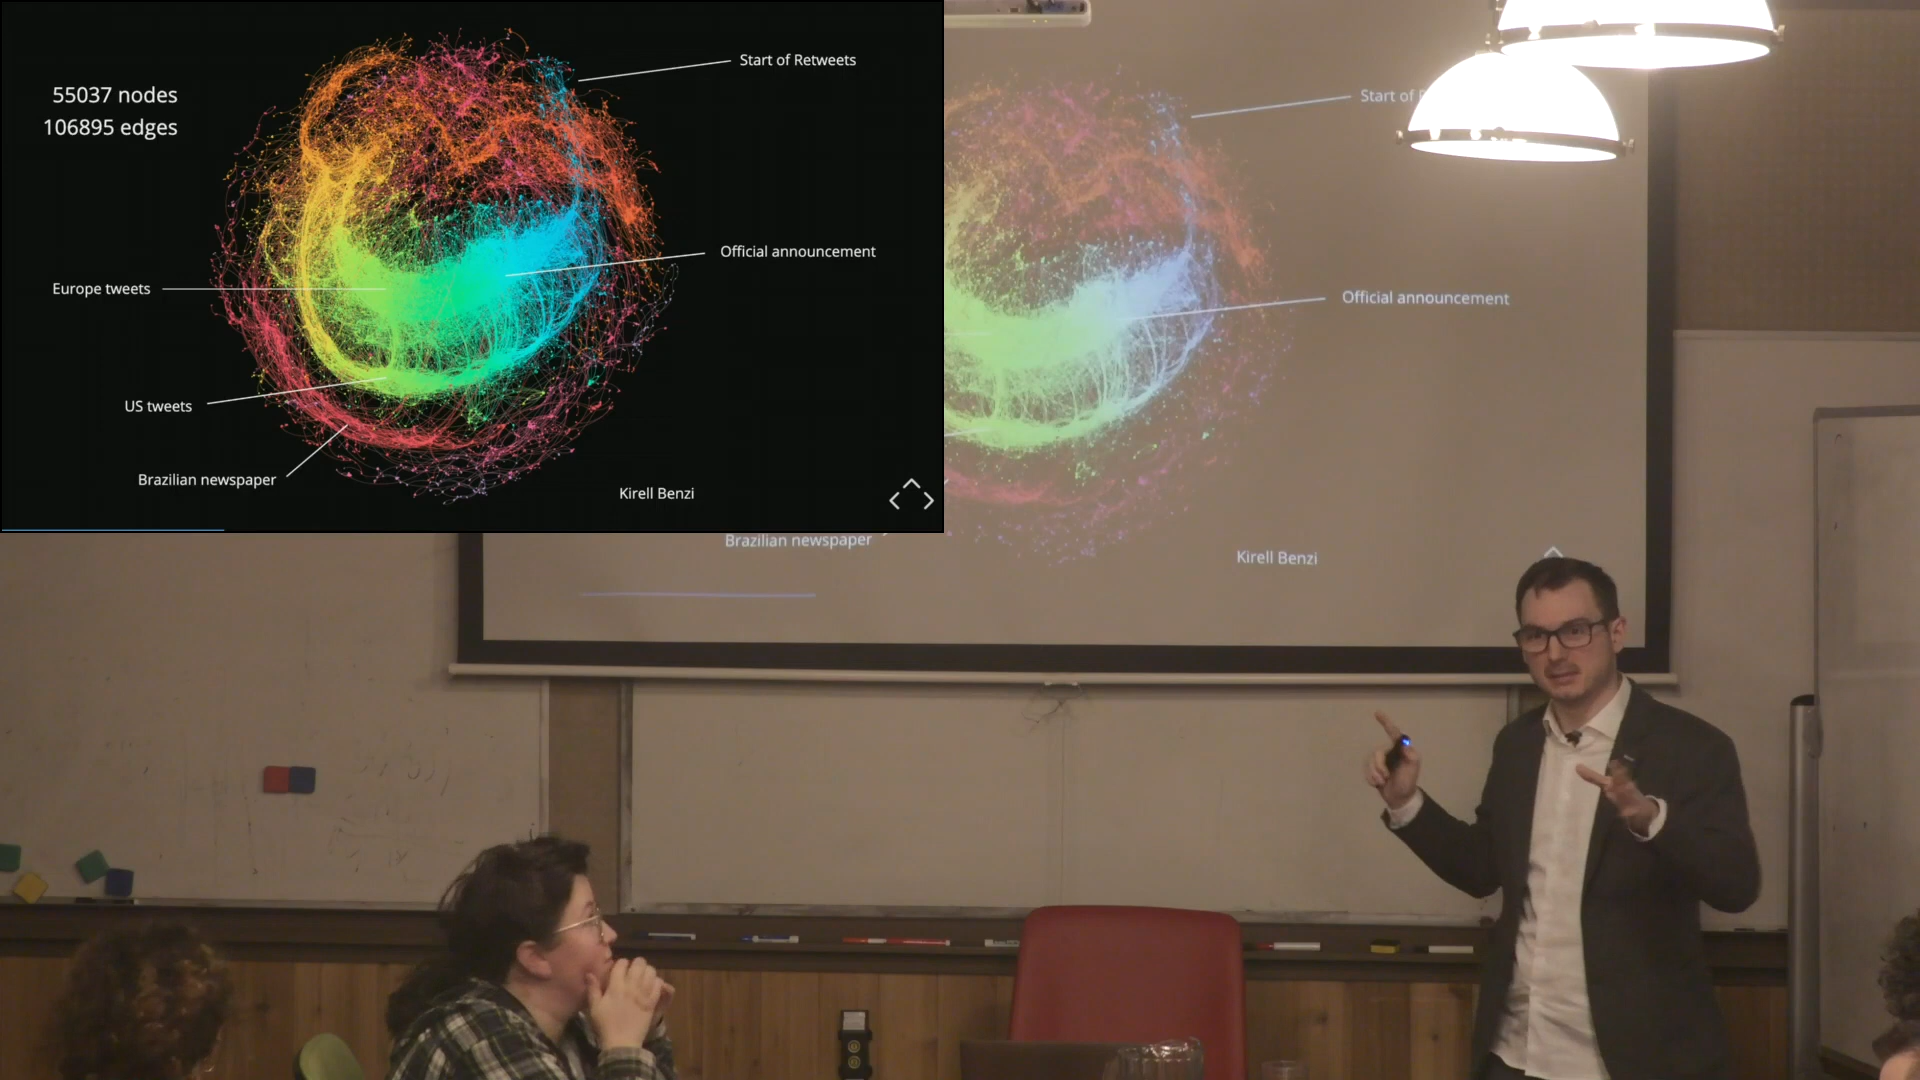 55037 nodes
106895 edges
Start of Retweets
Official announcement
Europe tweets
US tweets
Brazilian newspaper
Kirell Benzi
Start of
Official announcement
Brazilian newspaper
Kirell Benzi